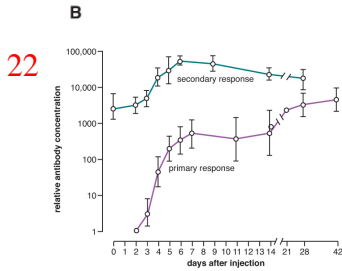 B
22
100,000
10,000
1000
100
10
1
relative antibody concentration
secondary response
primary response
0 1 2 3 4 5 6 7 8 9 10 11 12 13 14 21 28 42
days after injection